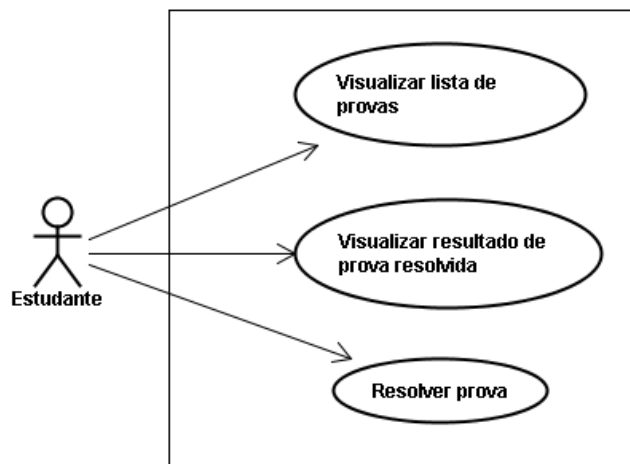 Visualizar lista de
provas
Visualizar resultado de
prova resolvida
Estudante
Resolver prova